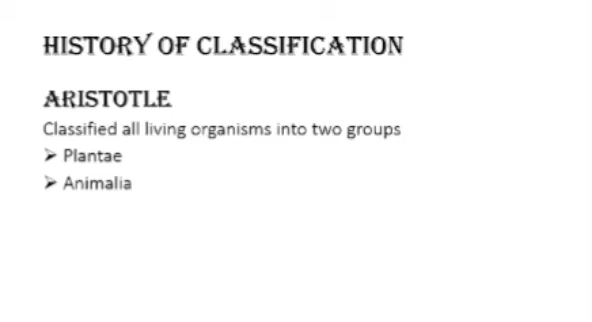 HISTORY OF CLASSIFICATION
ARISTOTLE
Classified all living organisms into two groups
➢ Plantae
➢ Animalia